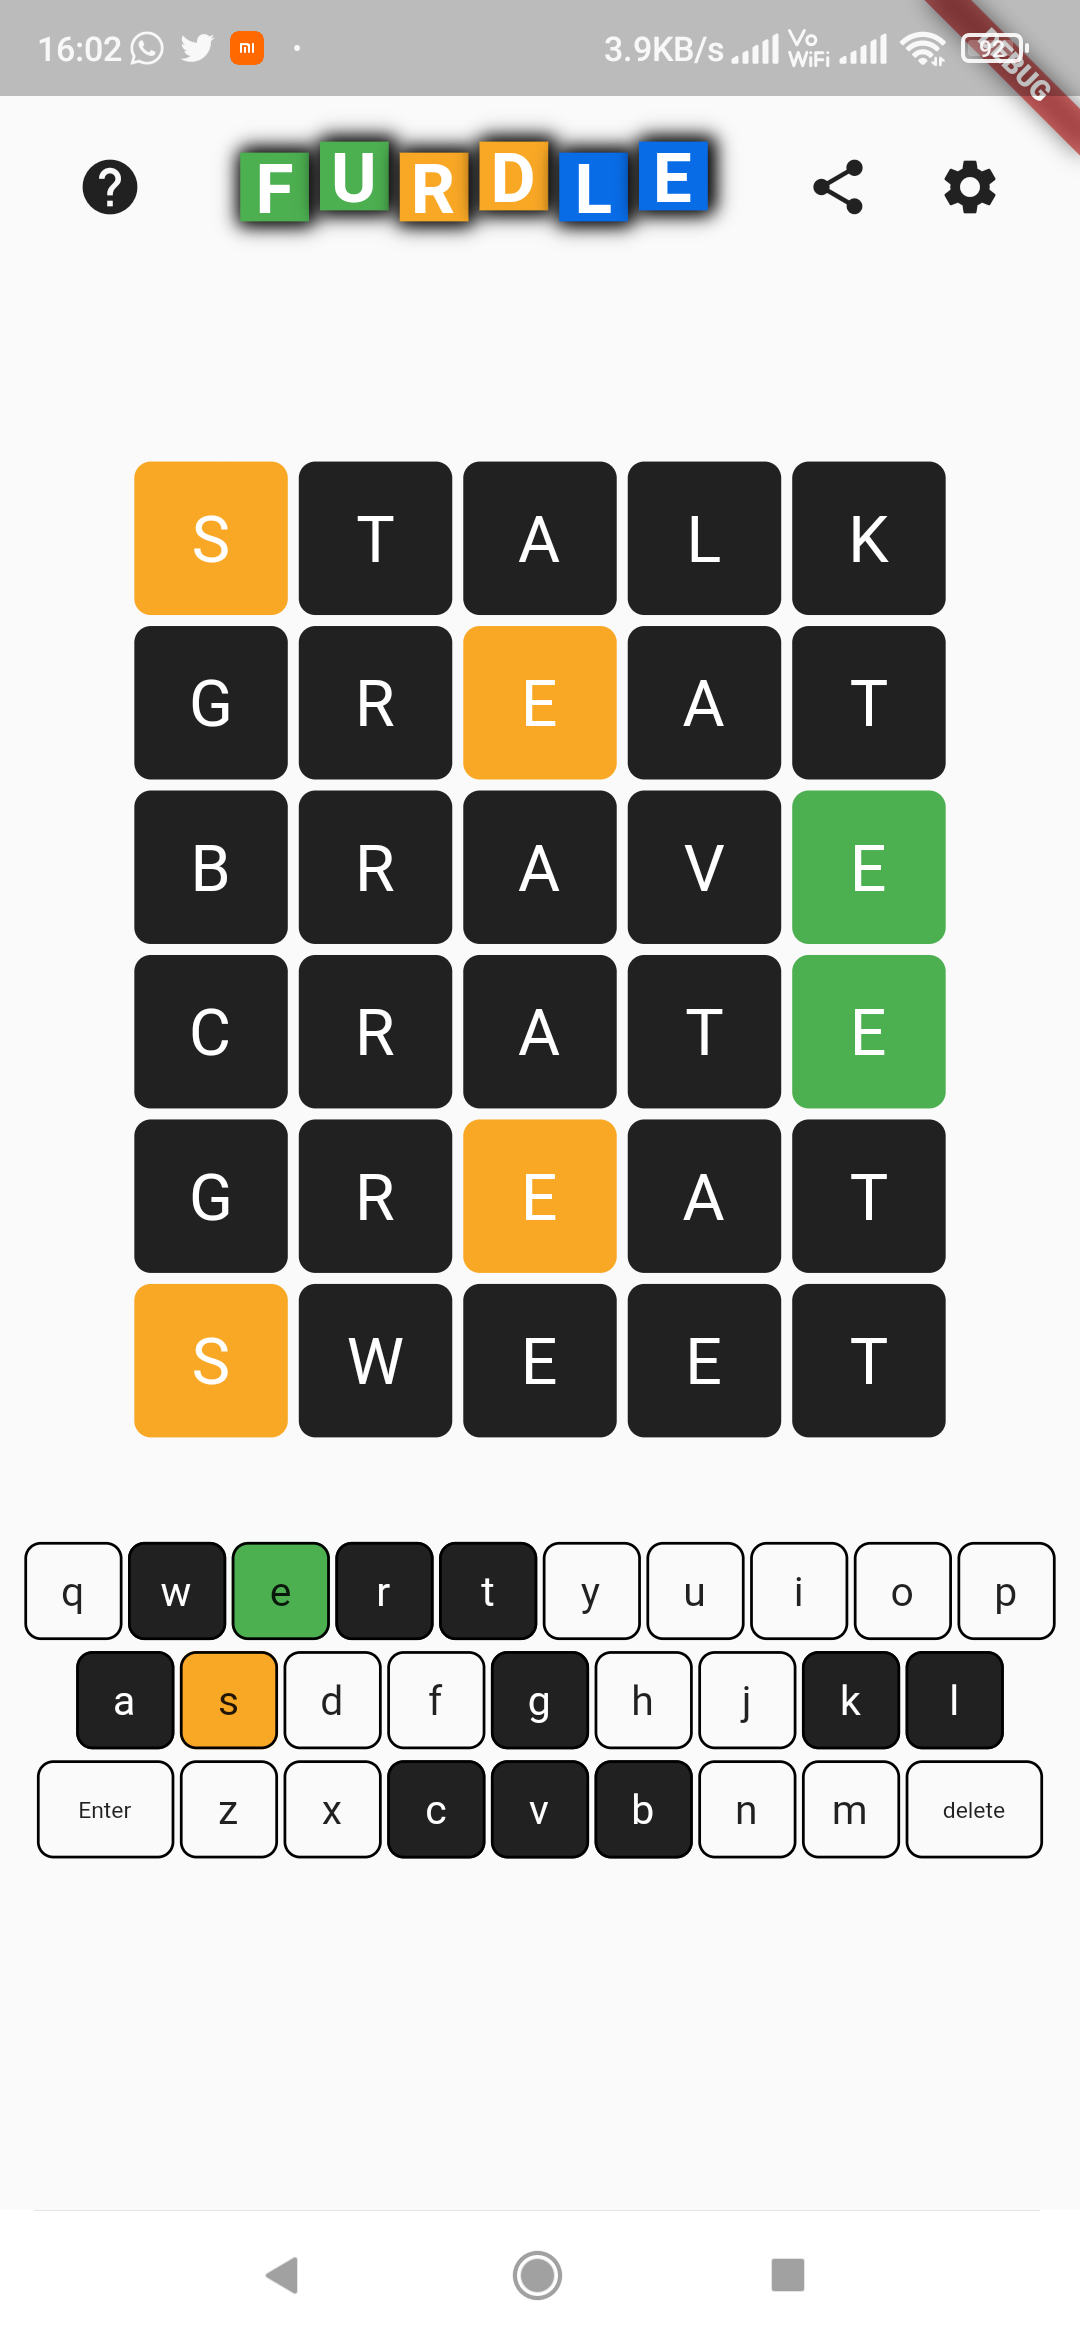 16:02 mi 3.9KB/s Vo WiFi 92
DEBUG
? FURDLE
S T A L K
G R E A T
B R A V E
C R A T E
G R E A T
S W E E T
q w e r t y u i o p
a s d f g h j k l
Enter z x c v b n m delete